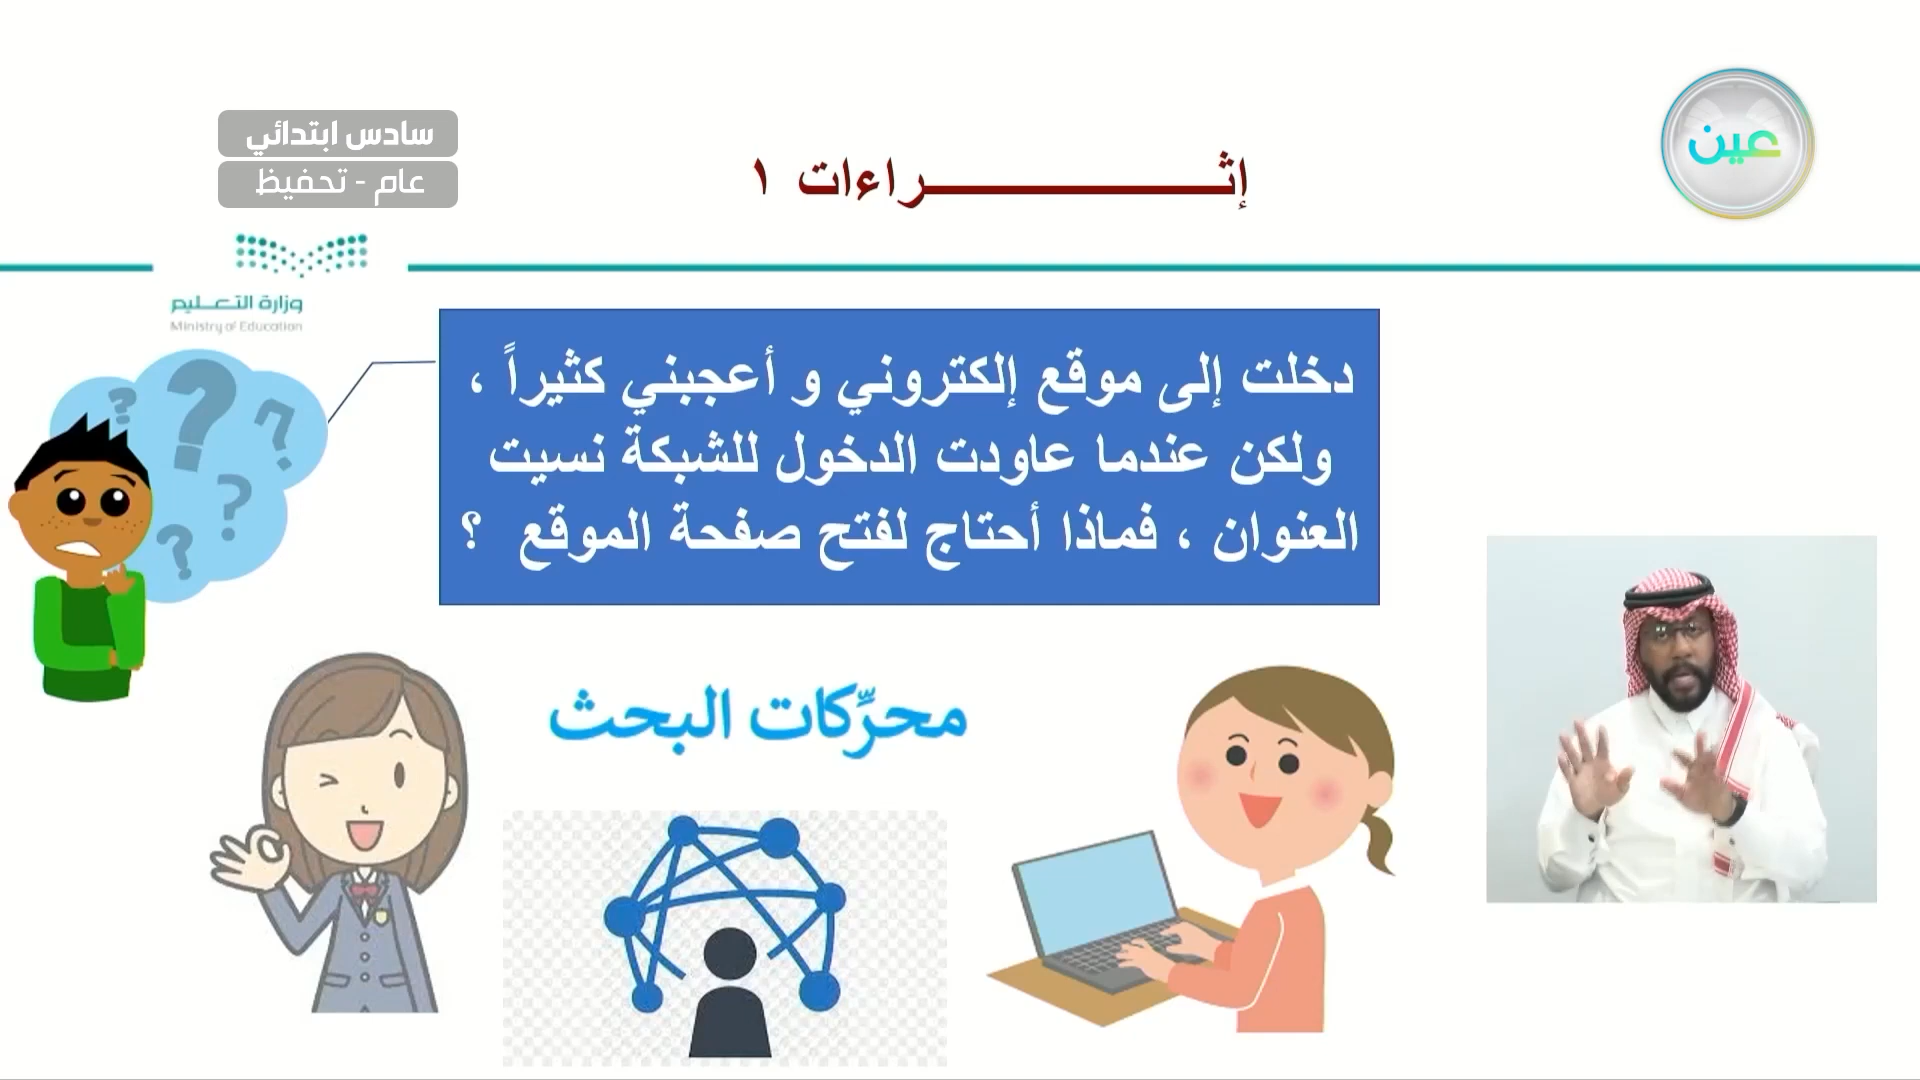 سادس ابتدائي
عام - تحفيظ
إثـــــــــــــراءات ١
عين
وزارة التعـليم
Ministry of Education
دخلت إلى موقع إلكتروني و أعجبني كثيراً ،
ولكن عندما عاودت الدخول للشبكة نسيت
العنوان ، فماذا أحتاج لفتح صفحة الموقع ؟
محرِّكات البحث